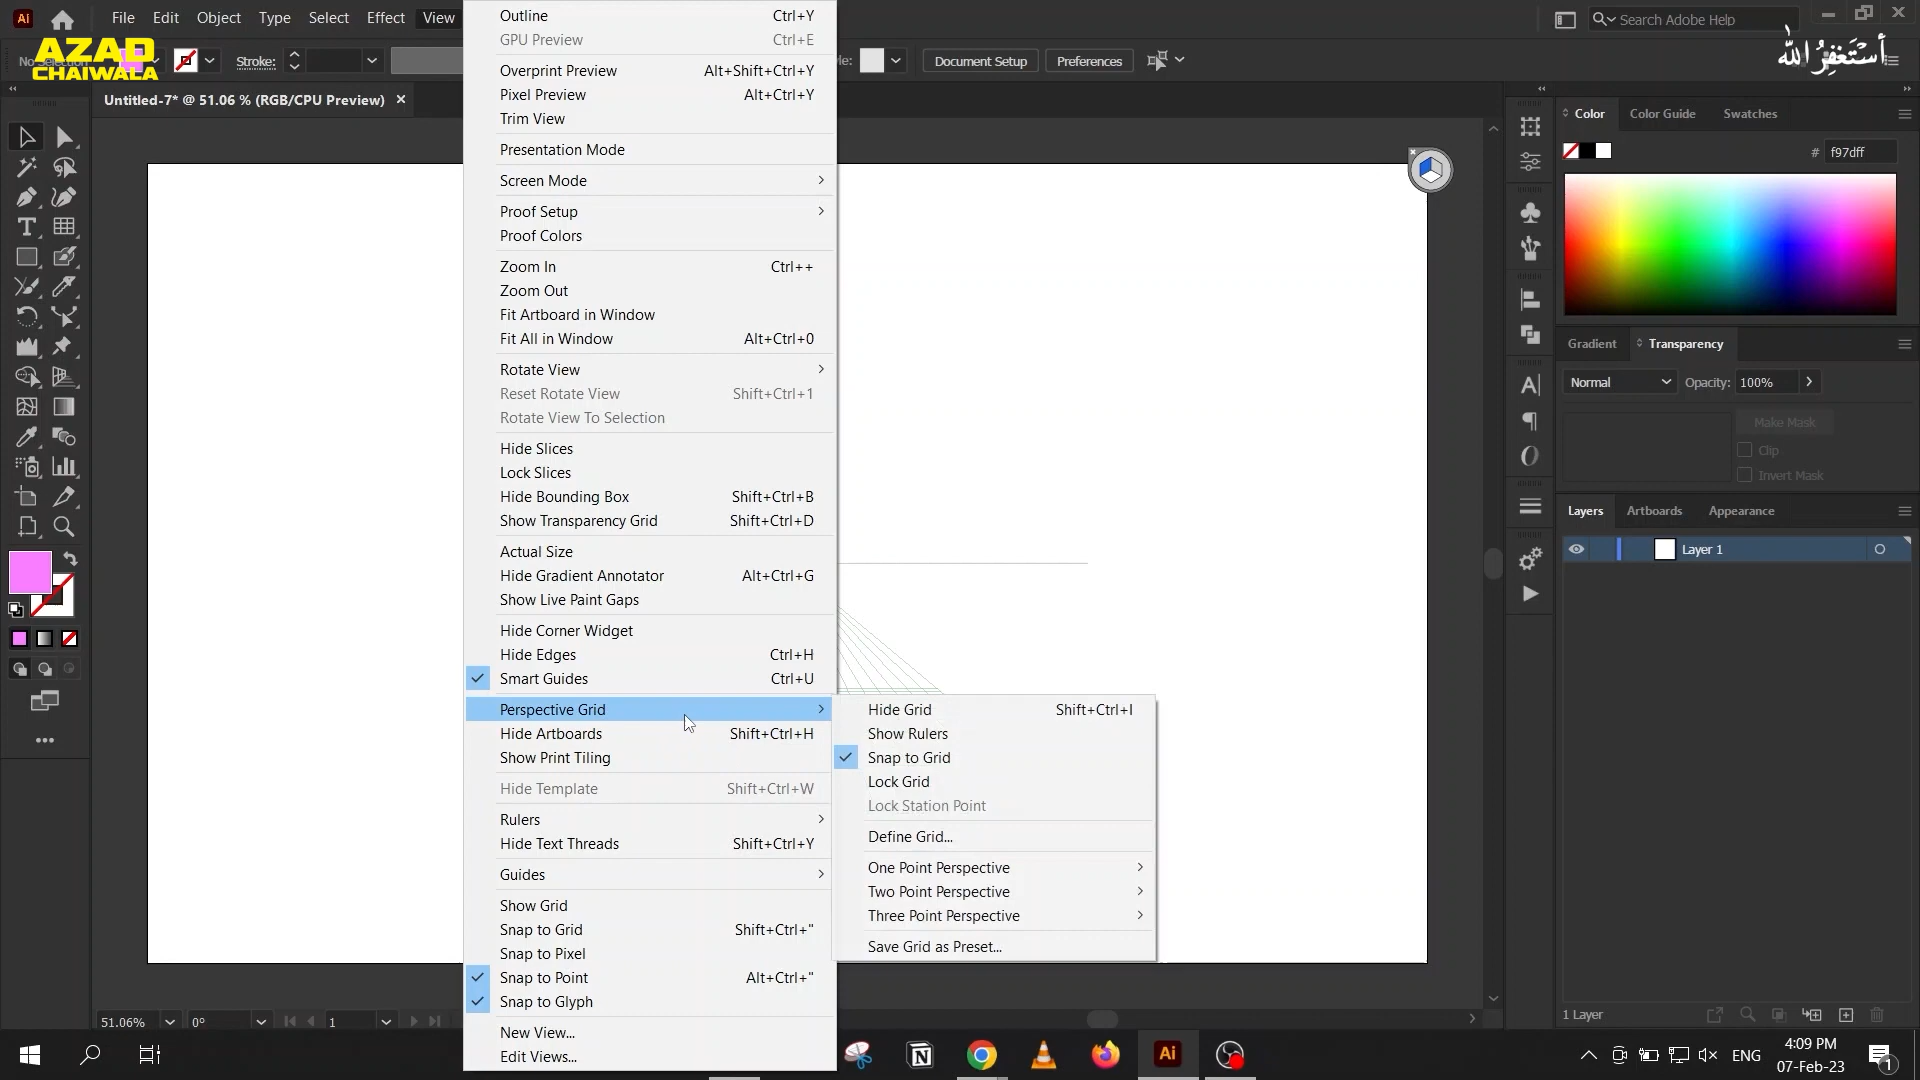 File Edit Object Type Select Effect View
Search Adobe Help
AZAD
CHAIWALA
Stroke:
Document Setup
Preferences
أستغفر الله
Untitled-7* @ 51.06 % (RGB/CPU Preview) ×
Outline Ctrl+Y
GPU Preview Ctrl+E
Overprint Preview Alt+Shift+Ctrl+Y
Pixel Preview Alt+Ctrl+Y
Trim View
Presentation Mode
Screen Mode
Proof Setup
Proof Colors
Zoom In Ctrl++
Zoom Out
Fit Artboard in Window
Fit All in Window Alt+Ctrl+0
Rotate View
Reset Rotate View Shift+Ctrl+1
Rotate View To Selection
Hide Slices
Lock Slices
Hide Bounding Box Shift+Ctrl+B
Show Transparency Grid Shift+Ctrl+D
Actual Size
Hide Gradient Annotator Alt+Ctrl+G
Show Live Paint Gaps
Hide Corner Widget
Hide Edges Ctrl+H
Smart Guides Ctrl+U
Perspective Grid
Hide Artboards Shift+Ctrl+H
Show Print Tiling
Hide Template Shift+Ctrl+W
Rulers
Hide Text Threads Shift+Ctrl+Y
Guides
Show Grid
Snap to Grid Shift+Ctrl+"
Snap to Pixel
Snap to Point Alt+Ctrl+"
Snap to Glyph
New View...
Edit Views...
Hide Grid Shift+Ctrl+I
Show Rulers
Snap to Grid
Lock Grid
Lock Station Point
Define Grid...
One Point Perspective
Two Point Perspective
Three Point Perspective
Save Grid as Preset...
Color Color Guide Swatches
# f97dff
Gradient Transparency
Normal Opacity: 100%
Make Mask
Clip
Invert Mask
Layers Artboards Appearance
Layer 1
1 Layer
51.06% 0° 1
Ai
ENG
4:09 PM
07-Feb-23
1